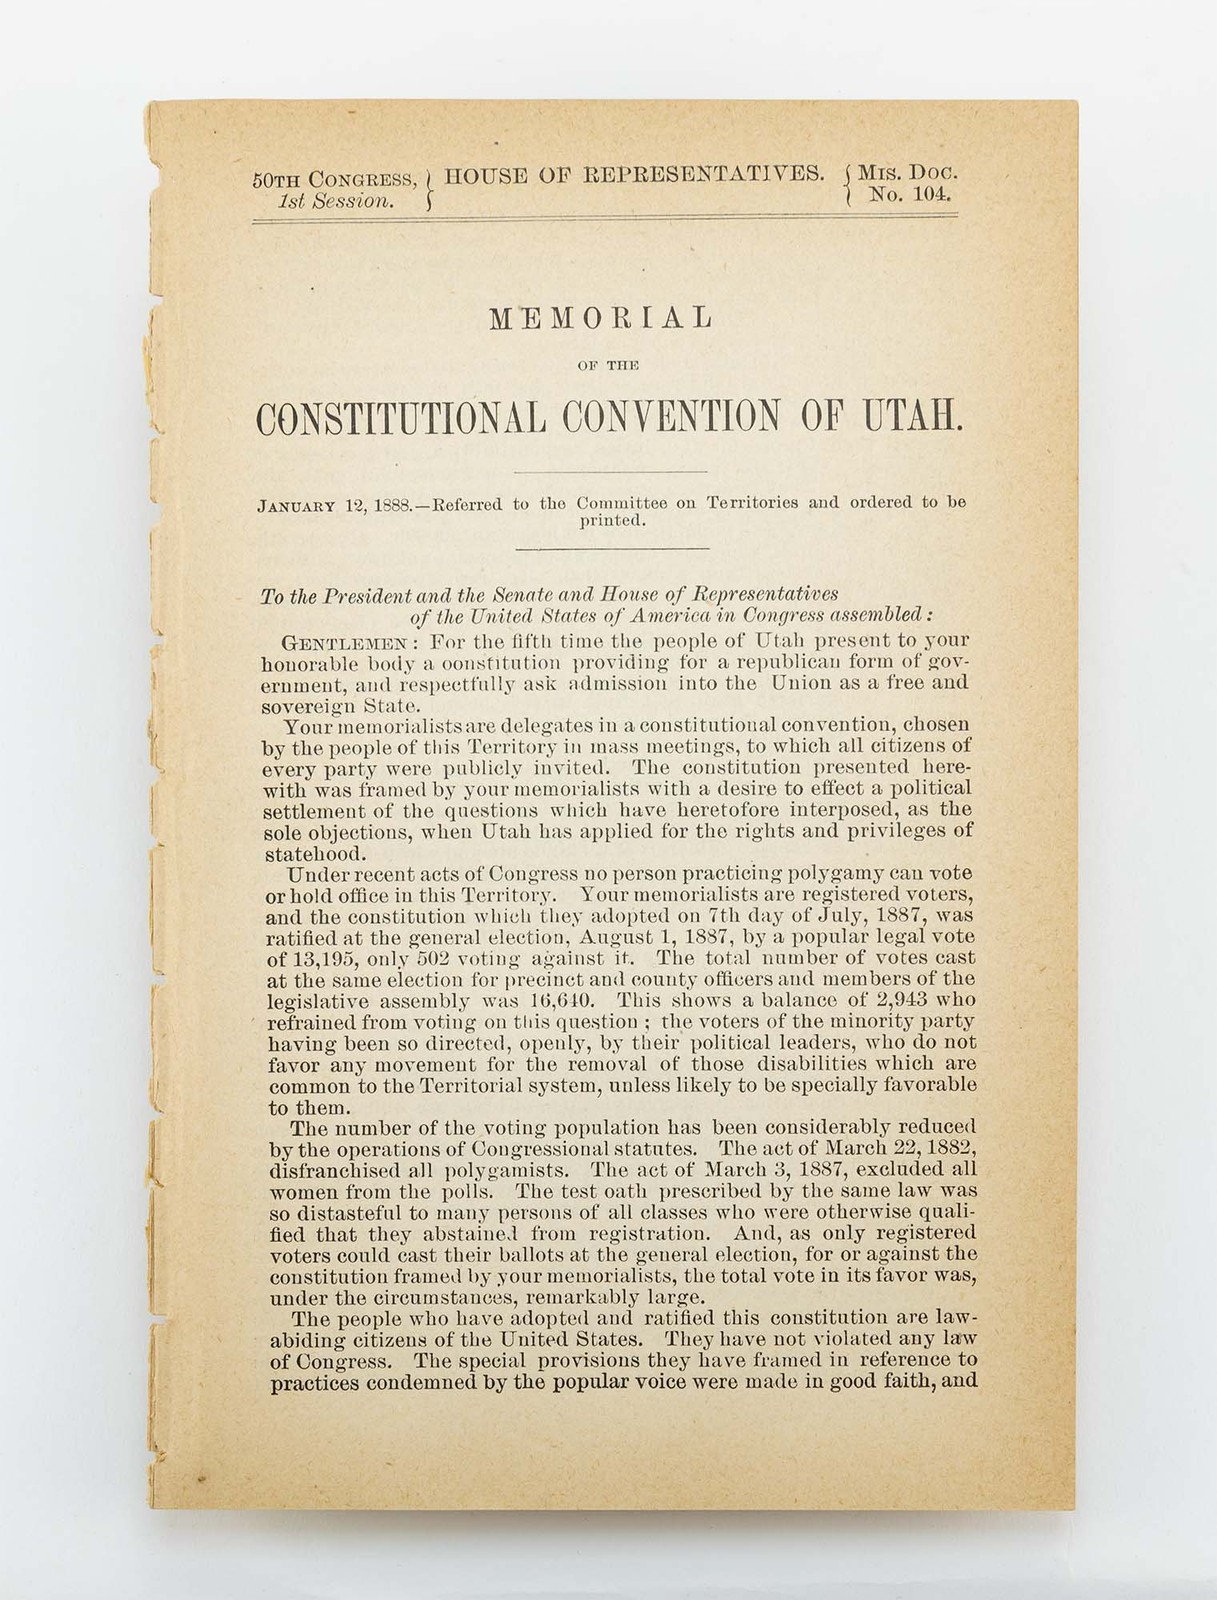 50TH CONGRESS, } HOUSE OF REPRESENTATIVES. { MIS. DOC.
1st Session. } { No. 104.
MEMORIAL
OF THE
CONSTITUTIONAL CONVENTION OF UTAH.
JANUARY 12, 1888.—Referred to the Committee on Territories and ordered to be
printed.
To the President and the Senate and House of Representatives
of the United States of America in Congress assembled:
GENTLEMEN: For the fifth time the people of Utah present to your
honorable body a constitution providing for a republican form of gov-
ernment, and respectfully ask admission into the Union as a free and
sovereign State.
Your memorialists are delegates in a constitutional convention, chosen
by the people of this Territory in mass meetings, to which all citizens of
every party were publicly invited. The constitution presented here-
with was framed by your memorialists with a desire to effect a political
settlement of the questions which have heretofore interposed, as the
sole objections, when Utah has applied for the rights and privileges of
statehood.
Under recent acts of Congress no person practicing polygamy can vote
or hold office in this Territory. Your memorialists are registered voters,
and the constitution which they adopted on 7th day of July, 1887, was
ratified at the general election, August 1, 1887, by a popular legal vote
of 13,195, only 502 voting against it. The total number of votes cast
at the same election for precinct and county officers and members of the
legislative assembly was 16,640. This shows a balance of 2,943 who
refrained from voting on this question; the voters of the minority party
having been so directed, openly, by their political leaders, who do not
favor any movement for the removal of those disabilities which are
common to the Territorial system, unless likely to be specially favorable
to them.
The number of the voting population has been considerably reduced
by the operations of Congressional statutes. The act of March 22, 1882,
disfranchised all polygamists. The act of March 3, 1887, excluded all
women from the polls. The test oath prescribed by the same law was
so distasteful to many persons of all classes who were otherwise quali-
fied that they abstained from registration. And, as only registered
voters could cast their ballots at the general election, for or against the
constitution framed by your memorialists, the total vote in its favor was,
under the circumstances, remarkably large.
The people who have adopted and ratified this constitution are law-
abiding citizens of the United States. They have not violated any law
of Congress. The special provisions they have framed in reference to
practices condemned by the popular voice were made in good faith, and